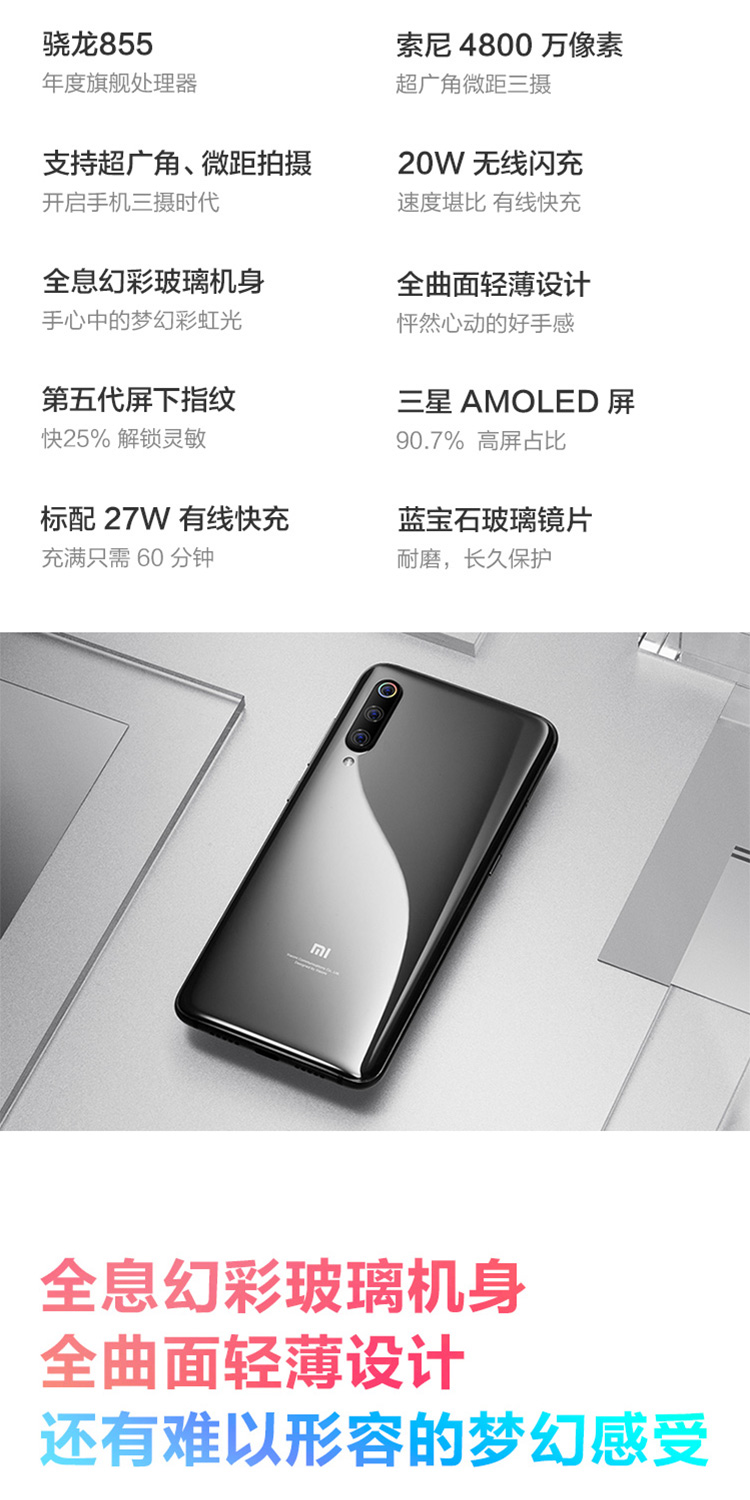 骁龙855
年度旗舰处理器
索尼 4800 万像素
超广角微距三摄
支持超广角、微距拍摄
开启手机三摄时代
20W 无线闪充
速度堪比 有线快充
全息幻彩玻璃机身
手心中的梦幻彩虹光
全曲面轻薄设计
怦然心动的好手感
第五代屏下指纹
快25% 解锁灵敏
三星 AMOLED 屏
90.7% 高屏占比
标配 27W 有线快充
充满只需 60 分钟
蓝宝石玻璃镜片
耐磨，长久保护
mi
全息幻彩玻璃机身
全曲面轻薄设计
还有难以形容的梦幻感受